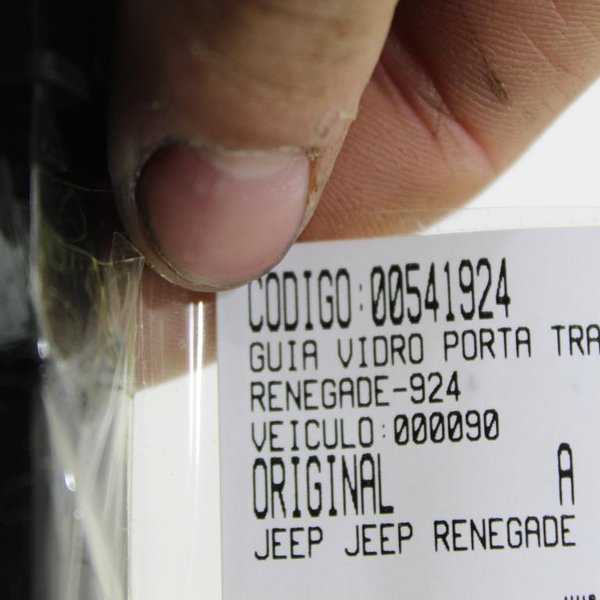 CODIGO:00541924
GUIA VIDRO PORTA TRA
RENEGADE-924
VEICULO:000090
ORIGINAL A
JEEP JEEP RENEGADE